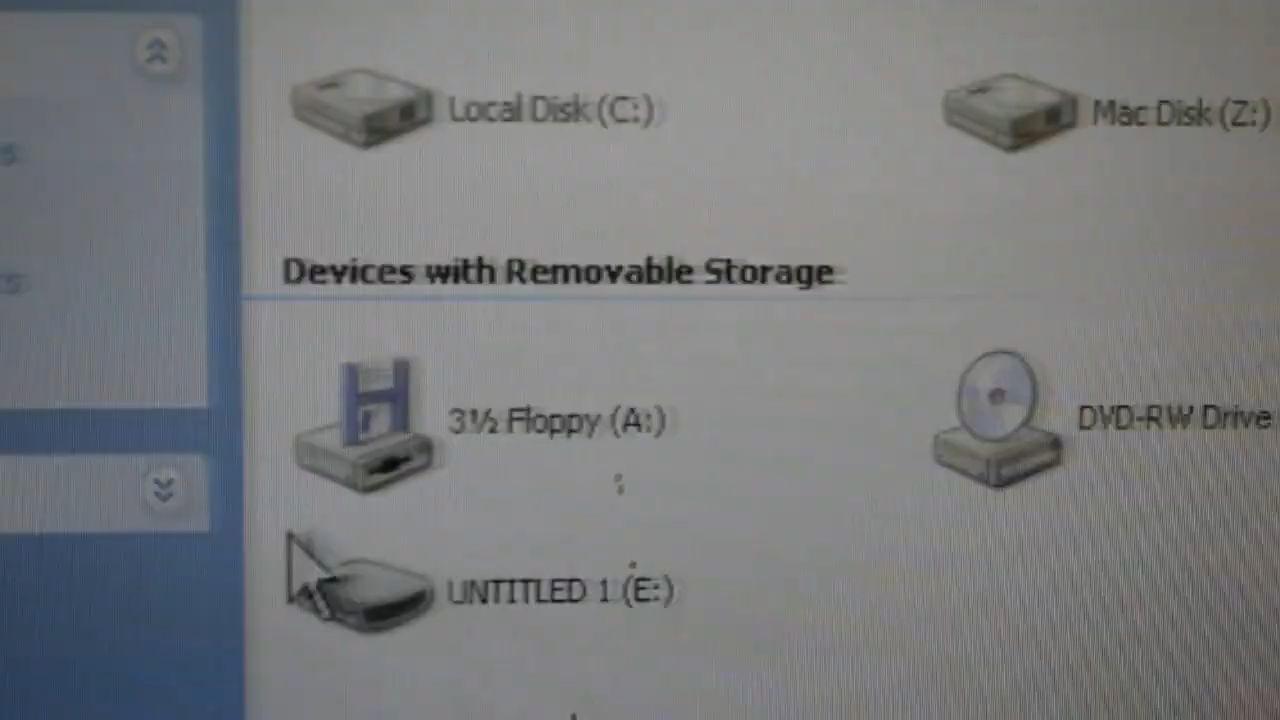 Local Disk (C:)
Mac Disk (Z:)
Devices with Removable Storage
3½ Floppy (A:)
DVD-RW Drive
UNTITLED 1 (E:)